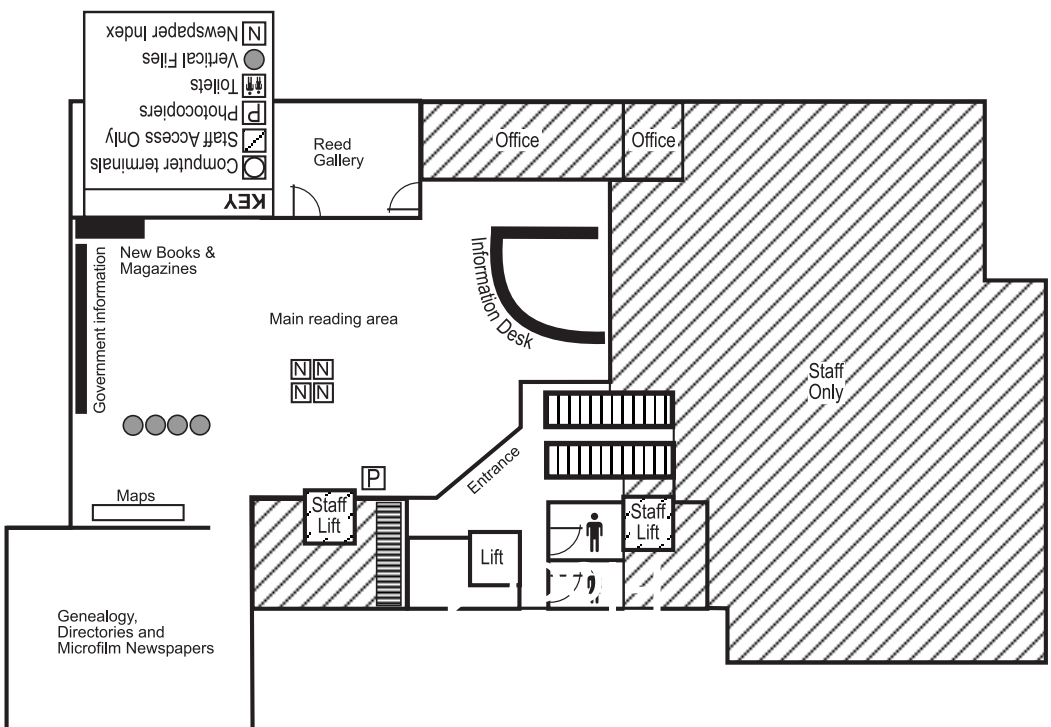 KEY
Computer terminals
Staff Access Only
P Photocopiers
Toilets
Vertical Files
N Newspaper Index
Reed
Gallery
Office
Office
New Books &
Magazines
Government information
Information Desk
Main reading area
N N
N N
Staff
Only
Entrance
P
Maps
Staff
Lift
Staff
Lift
Lift
Genealogy,
Directories and
Microfilm Newspapers